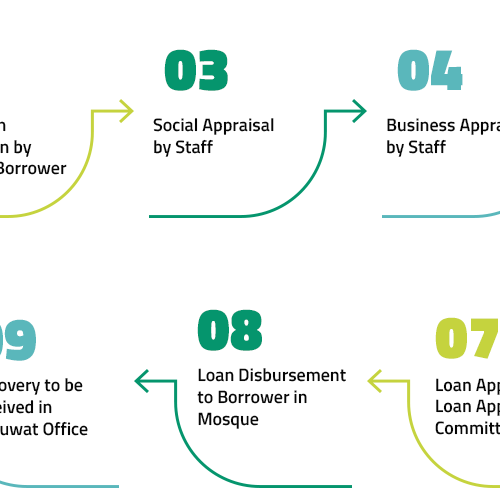 03
04
n
n by
Borrower
Social Appraisal
by Staff
Business Appra
by Staff
09
08
07
overy to be
eived in
uwat Office
Loan Disbursement
to Borrower in
Mosque
Loan App
Loan App
Committ